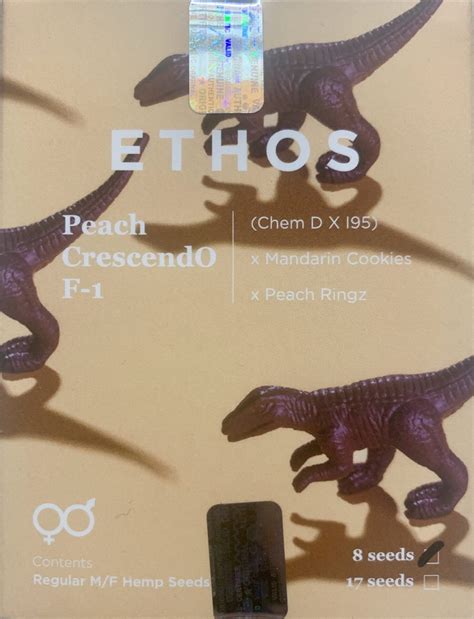 ETHOS
Peach
CrescendO
F-1
(Chem D X I95)
x Mandarin Cookies
x Peach Ringz
Contents
Regular M/F Hemp Seeds
8 seeds
17 seeds